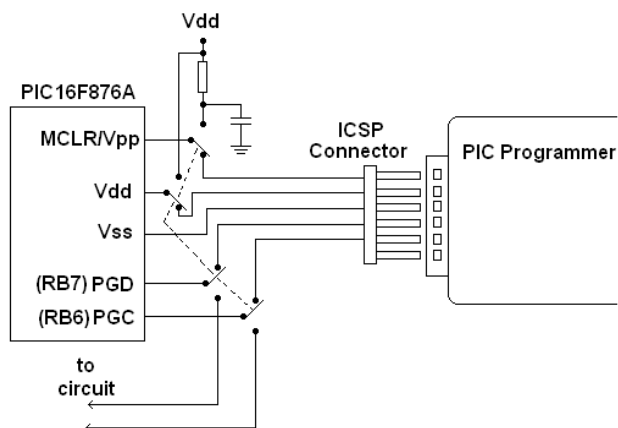 Vdd
PIC16F876A
MCLR/Vpp
Vdd
Vss
(RB7) PGD
(RB6) PGC
to
circuit
ICSP
Connector
PIC Programmer